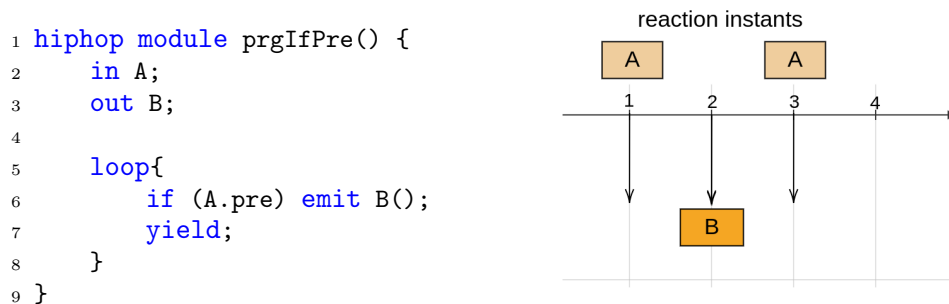 1 hiphop module prgIfPre() {
2     in A;
3     out B;
4
5     loop{
6         if (A.pre) emit B();
7         yield;
8     }
9 }
reaction instants
A A
1 2 3 4
B